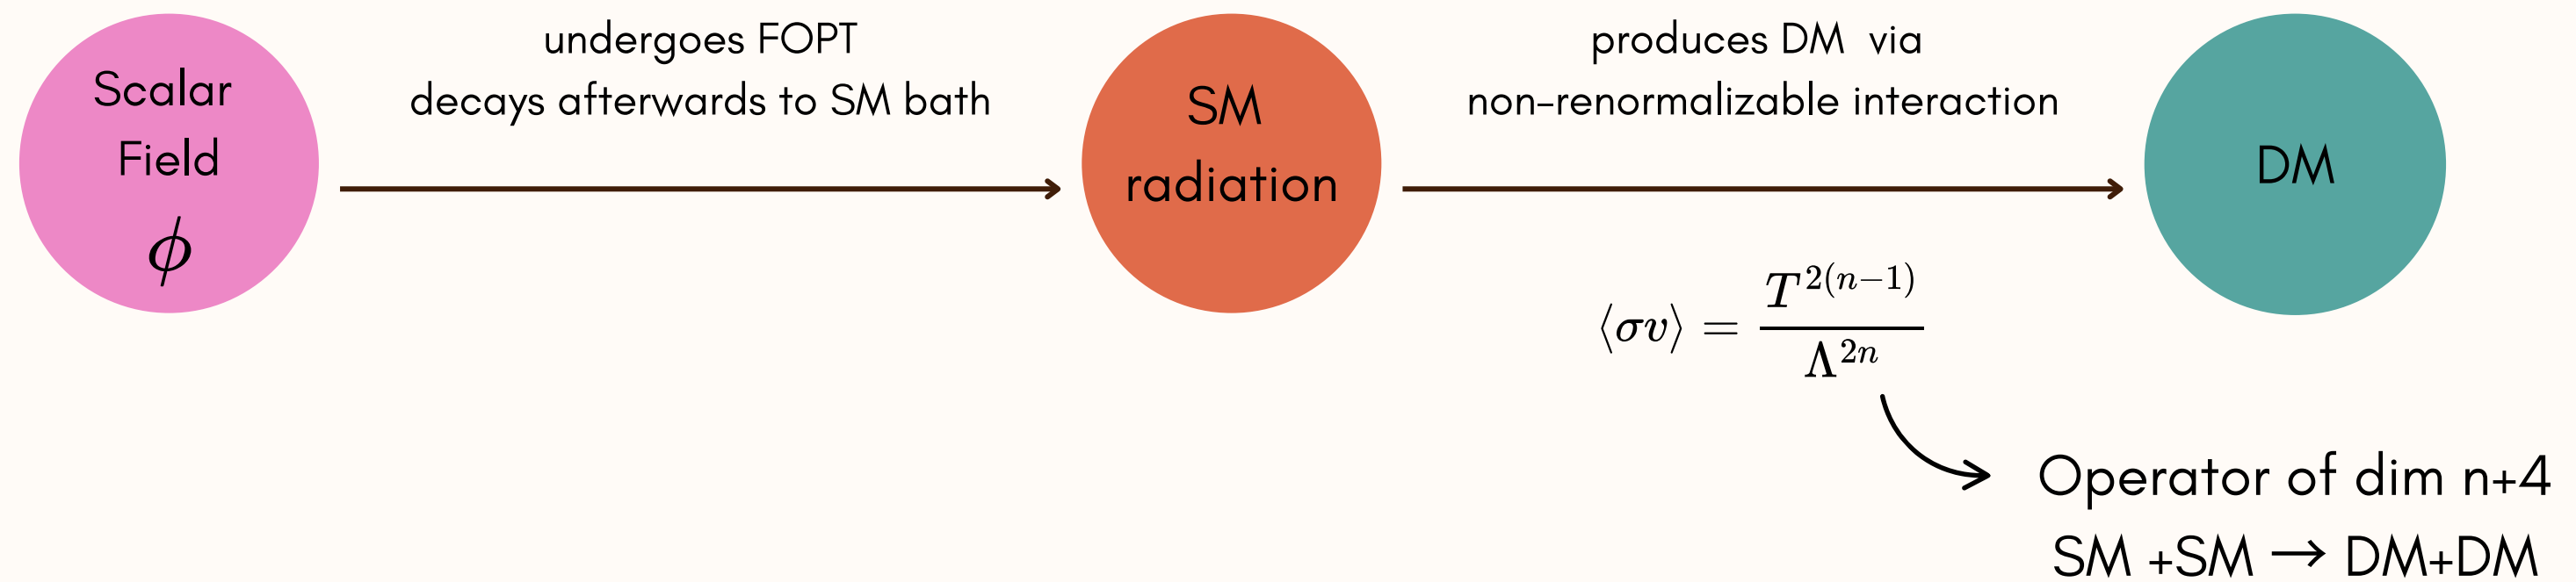 Scalar
Field
ϕ
undergoes FOPT
decays afterwards to SM bath
SM
radiation
produces DM via
non-renormalizable interaction
DM
⟨σv⟩ = T^{2(n−1)} / Λ^{2n}
Operator of dim n+4
SM +SM → DM+DM